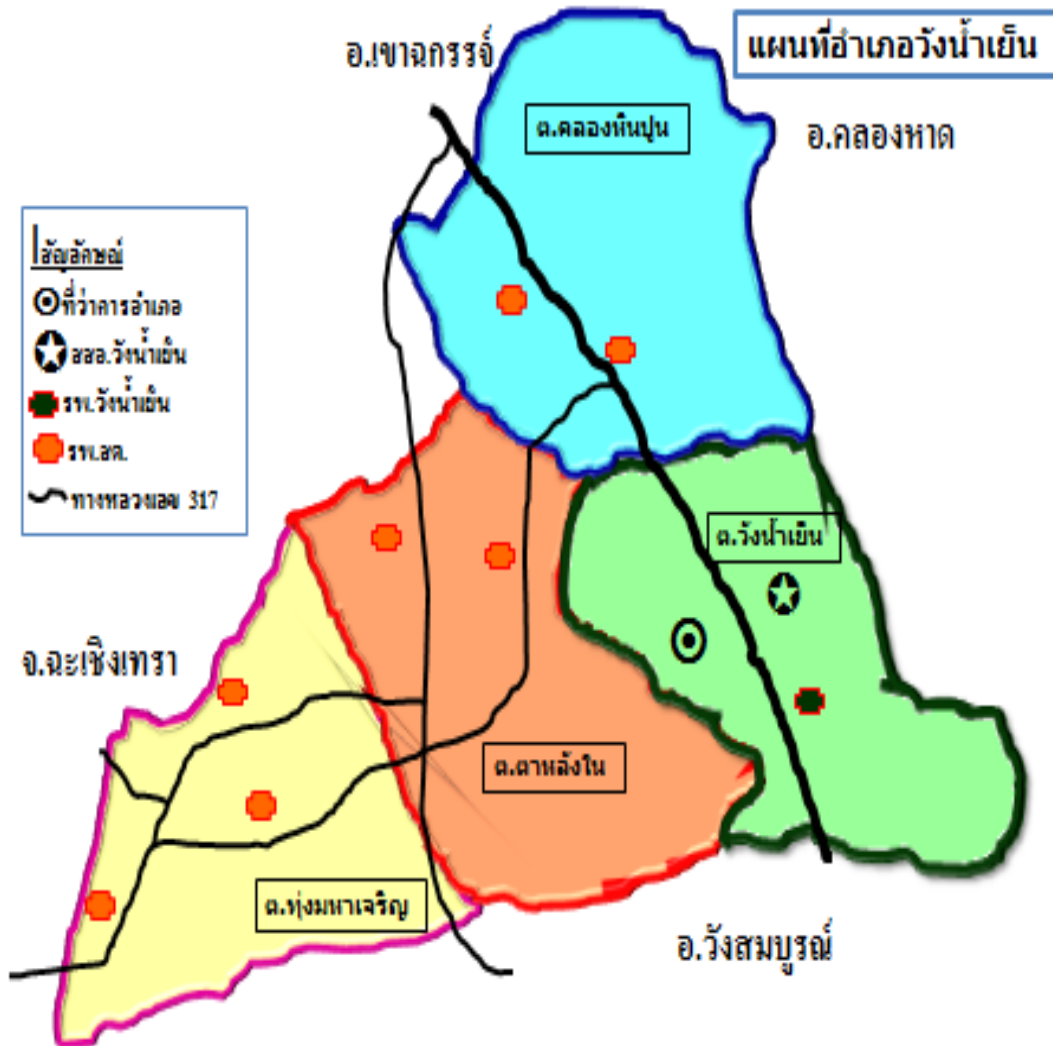 แผนที่อำเภอวังน้ำเย็น
อ.เขาฉกรรจ์
ต.คลองหินปูน
อ.คลองหาด
สัญลักษณ์
ที่ว่าการอำเภอ
สสอ.วังน้ำเย็น
รพ.วังน้ำเย็น
รพ.สต.
ทางหลวงเลข 317
ต.วังน้ำเย็น
จ.ฉะเชิงเทรา
ต.ตาหลังใน
ต.ทุ่งมหาเจริญ
อ.วังสมบูรณ์